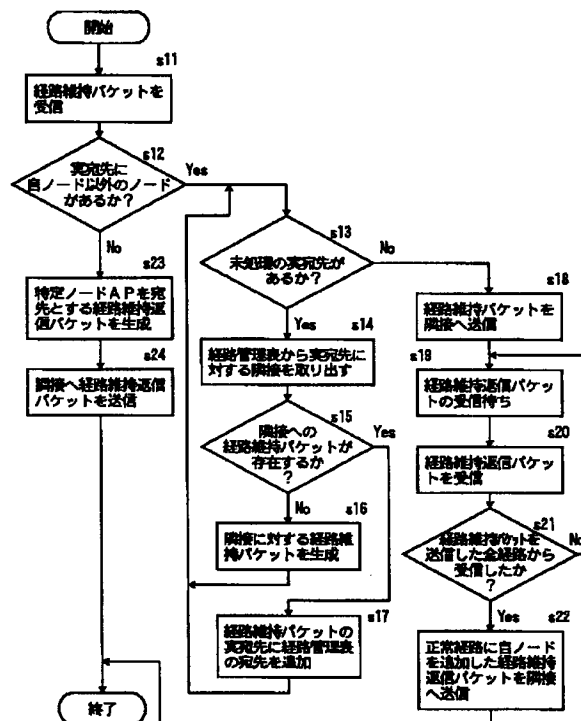 開始
s11
経路維持パケットを
受信
s12
実宛先に
自ノード以外のノード
があるか?
Yes
No
s23
特定ノードAPを宛
先とする経路維持返
信パケットを生成
s24
隣接へ経路維持返信
パケットを送信
終了
s13
未処理の実宛先が
あるか?
No
Yes
s14
経路管理表から実宛先に
対する隣接を取り出す
s15
隣接への
経路維持パケットが
存在するか
?
Yes
No
s16
隣接に対する経路維
持パケットを生成
s17
経路維持パケットの
実宛先に経路管理表
の宛先を追加
s18
経路維持パケットを
隣接へ送信
s19
経路維持返信パケット
の受信待ち
s20
経路維持返信パケッ
トを受信
s21
経路維持パケットを
送信した全経路から
受信したか
?
No
Yes
s22
正常経路に自ノード
を追加した経路維持
返信パケットを隣接
へ送信